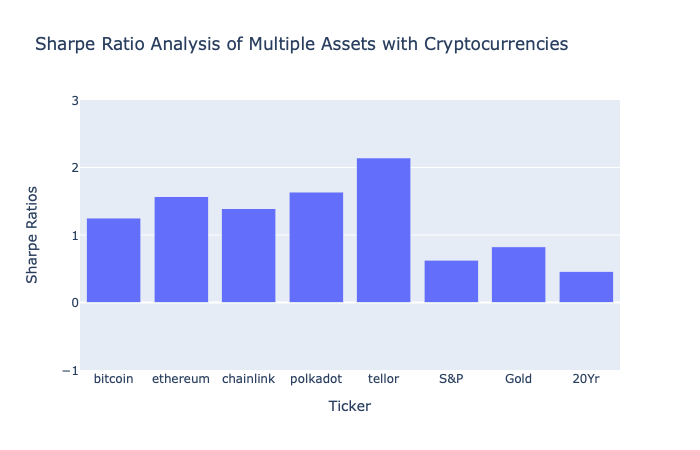 Sharpe Ratio Analysis of Multiple Assets with Cryptocurrencies
3
2
1
0
−1
Sharpe Ratios
bitcoin ethereum chainlink polkadot tellor S&P Gold 20Yr
Ticker